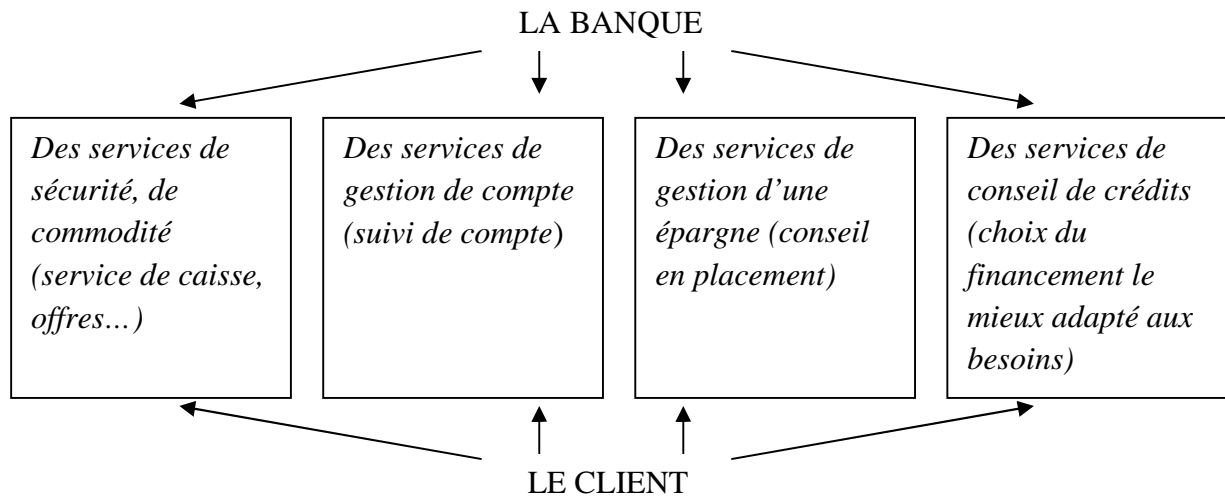 LA BANQUE
Des services de
sécurité, de
commodité
(service de caisse,
offres…)
Des services de
gestion de compte
(suivi de compte)
Des services de
gestion d’une
épargne (conseil
en placement)
Des services de
conseil de crédits
(choix du
financement le
mieux adapté aux
besoins)
LE CLIENT